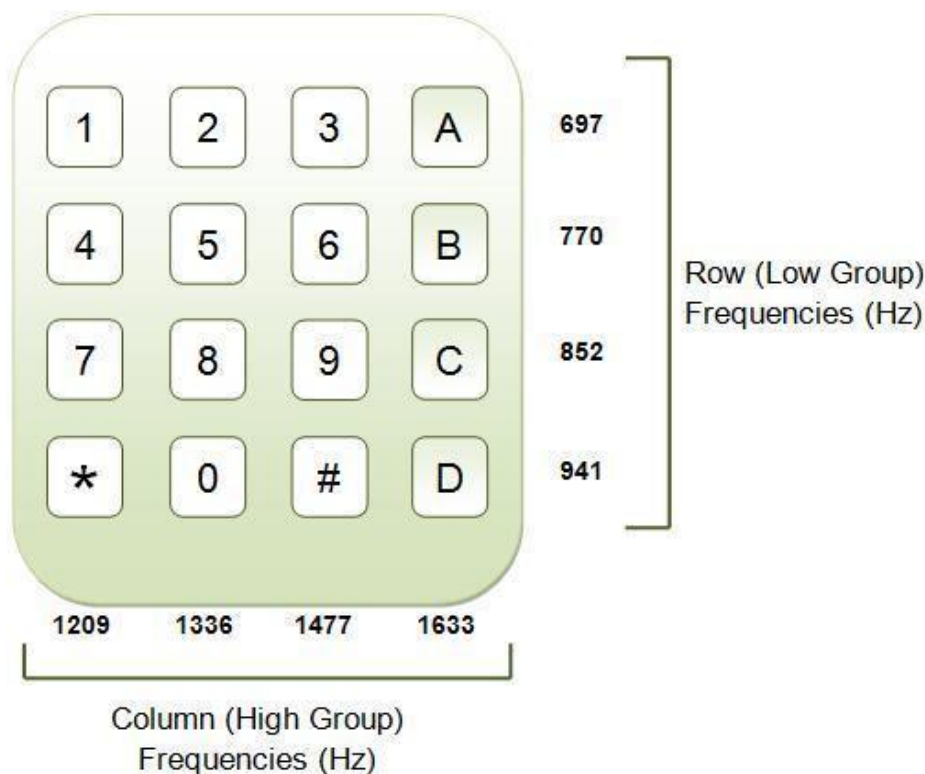 1 2 3 A 697
4 5 6 B 770
Row (Low Group)
Frequencies (Hz)
7 8 9 C 852
* 0 # D 941
1209 1336 1477 1633
Column (High Group)
Frequencies (Hz)